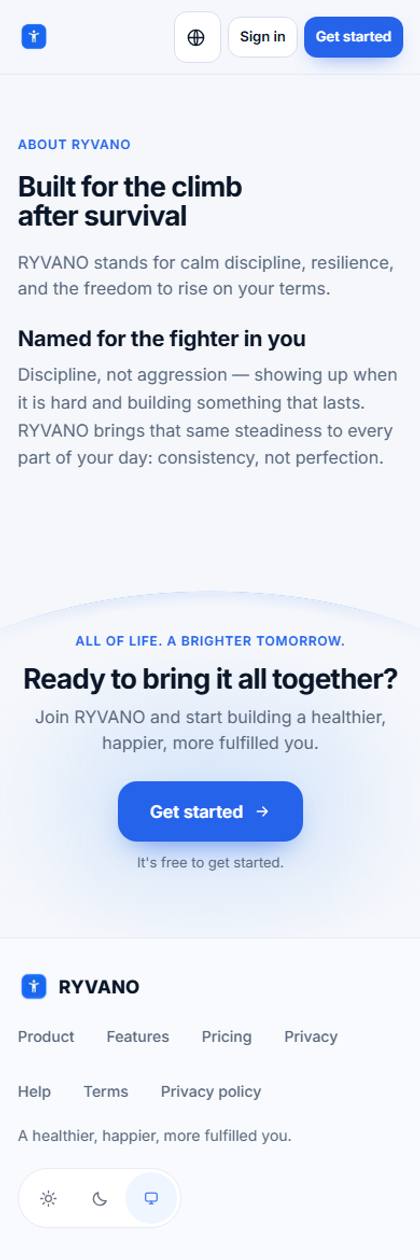 Sign in
Get started
ABOUT RYVANO
Built for the climb
after survival
RYVANO stands for calm discipline, resilience,
and the freedom to rise on your terms.
Named for the fighter in you
Discipline, not aggression — showing up when
it is hard and building something that lasts.
RYVANO brings that same steadiness to every
part of your day: consistency, not perfection.
ALL OF LIFE. A BRIGHTER TOMORROW.
Ready to bring it all together?
Join RYVANO and start building a healthier,
happier, more fulfilled you.
Get started →
It's free to get started.
RYVANO
Product Features Pricing Privacy
Help Terms Privacy policy
A healthier, happier, more fulfilled you.